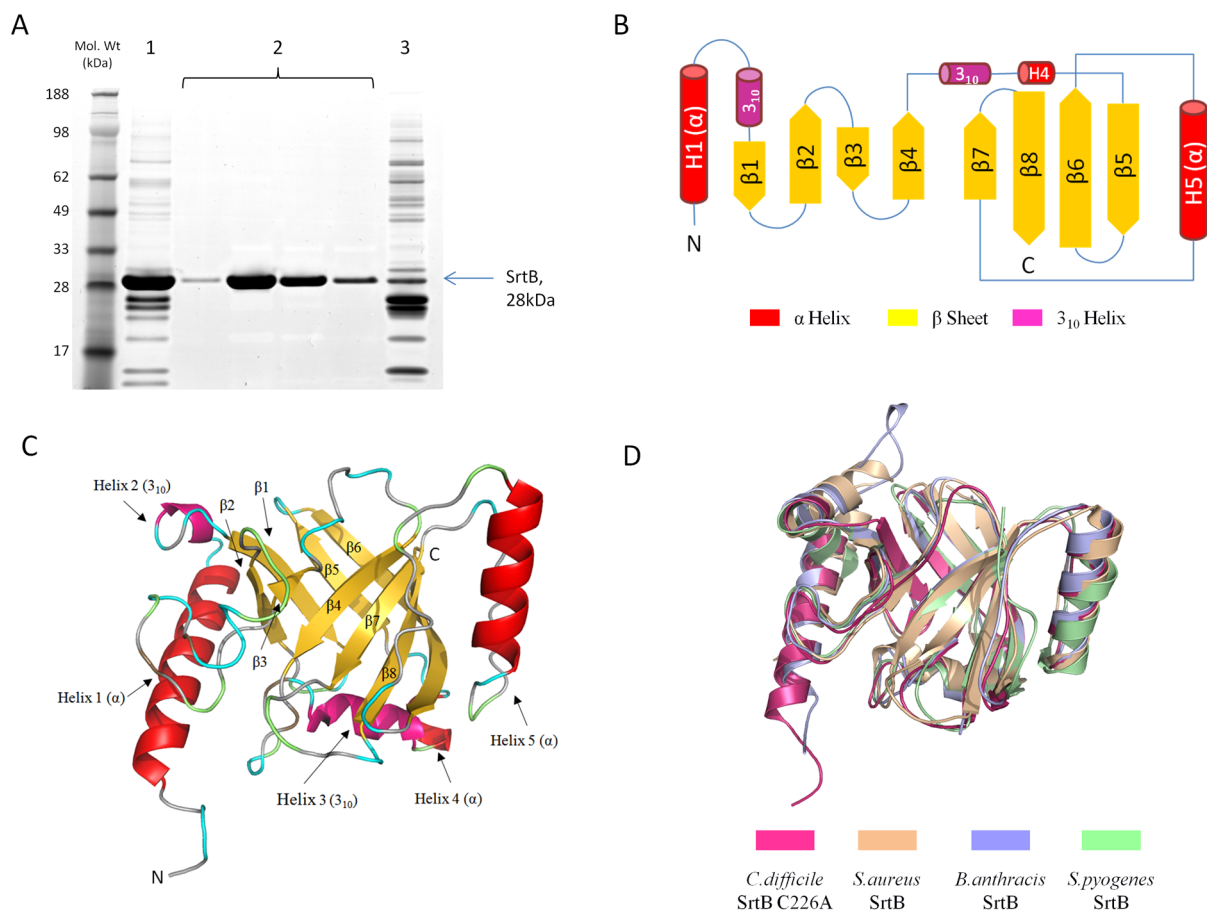 A
Mol. Wt
(kDa)
1
2
3
188
98
62
49
33
28
17
SrtB,
28kDa
B
H1 (α)
3₁₀
β1
β2
β3
β4
3₁₀
H4
β7
β8
β6
β5
H5 (α)
N
C
α Helix
β Sheet
3₁₀ Helix
C
Helix 2 (3₁₀)
β2
β1
β6
β5
β4
β3
β7
β8
C
Helix 1 (α)
Helix 3 (3₁₀)
Helix 4 (α)
Helix 5 (α)
N
D
C.difficile
SrtB C226A
S.aureus
SrtB
B.anthracis
SrtB
S.pyogenes
SrtB